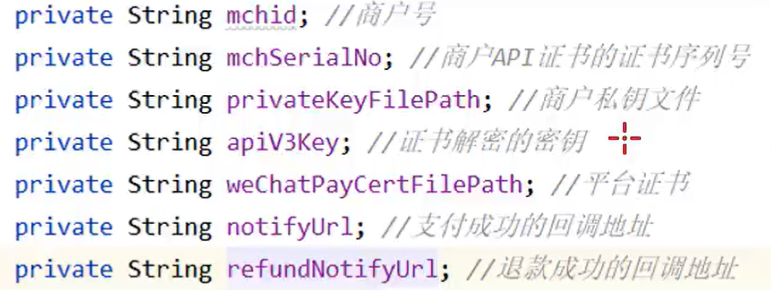 private String mchid; //商户号
private String mchSerialNo; //商户API证书的证书序列号
private String privateKeyFilePath; //商户私钥文件
private String apiV3Key; //证书解密的密钥
private String weChatPayCertFilePath; //平台证书
private String notifyUrl; //支付成功的回调地址
private String refundNotifyUrl; //退款成功的回调地址